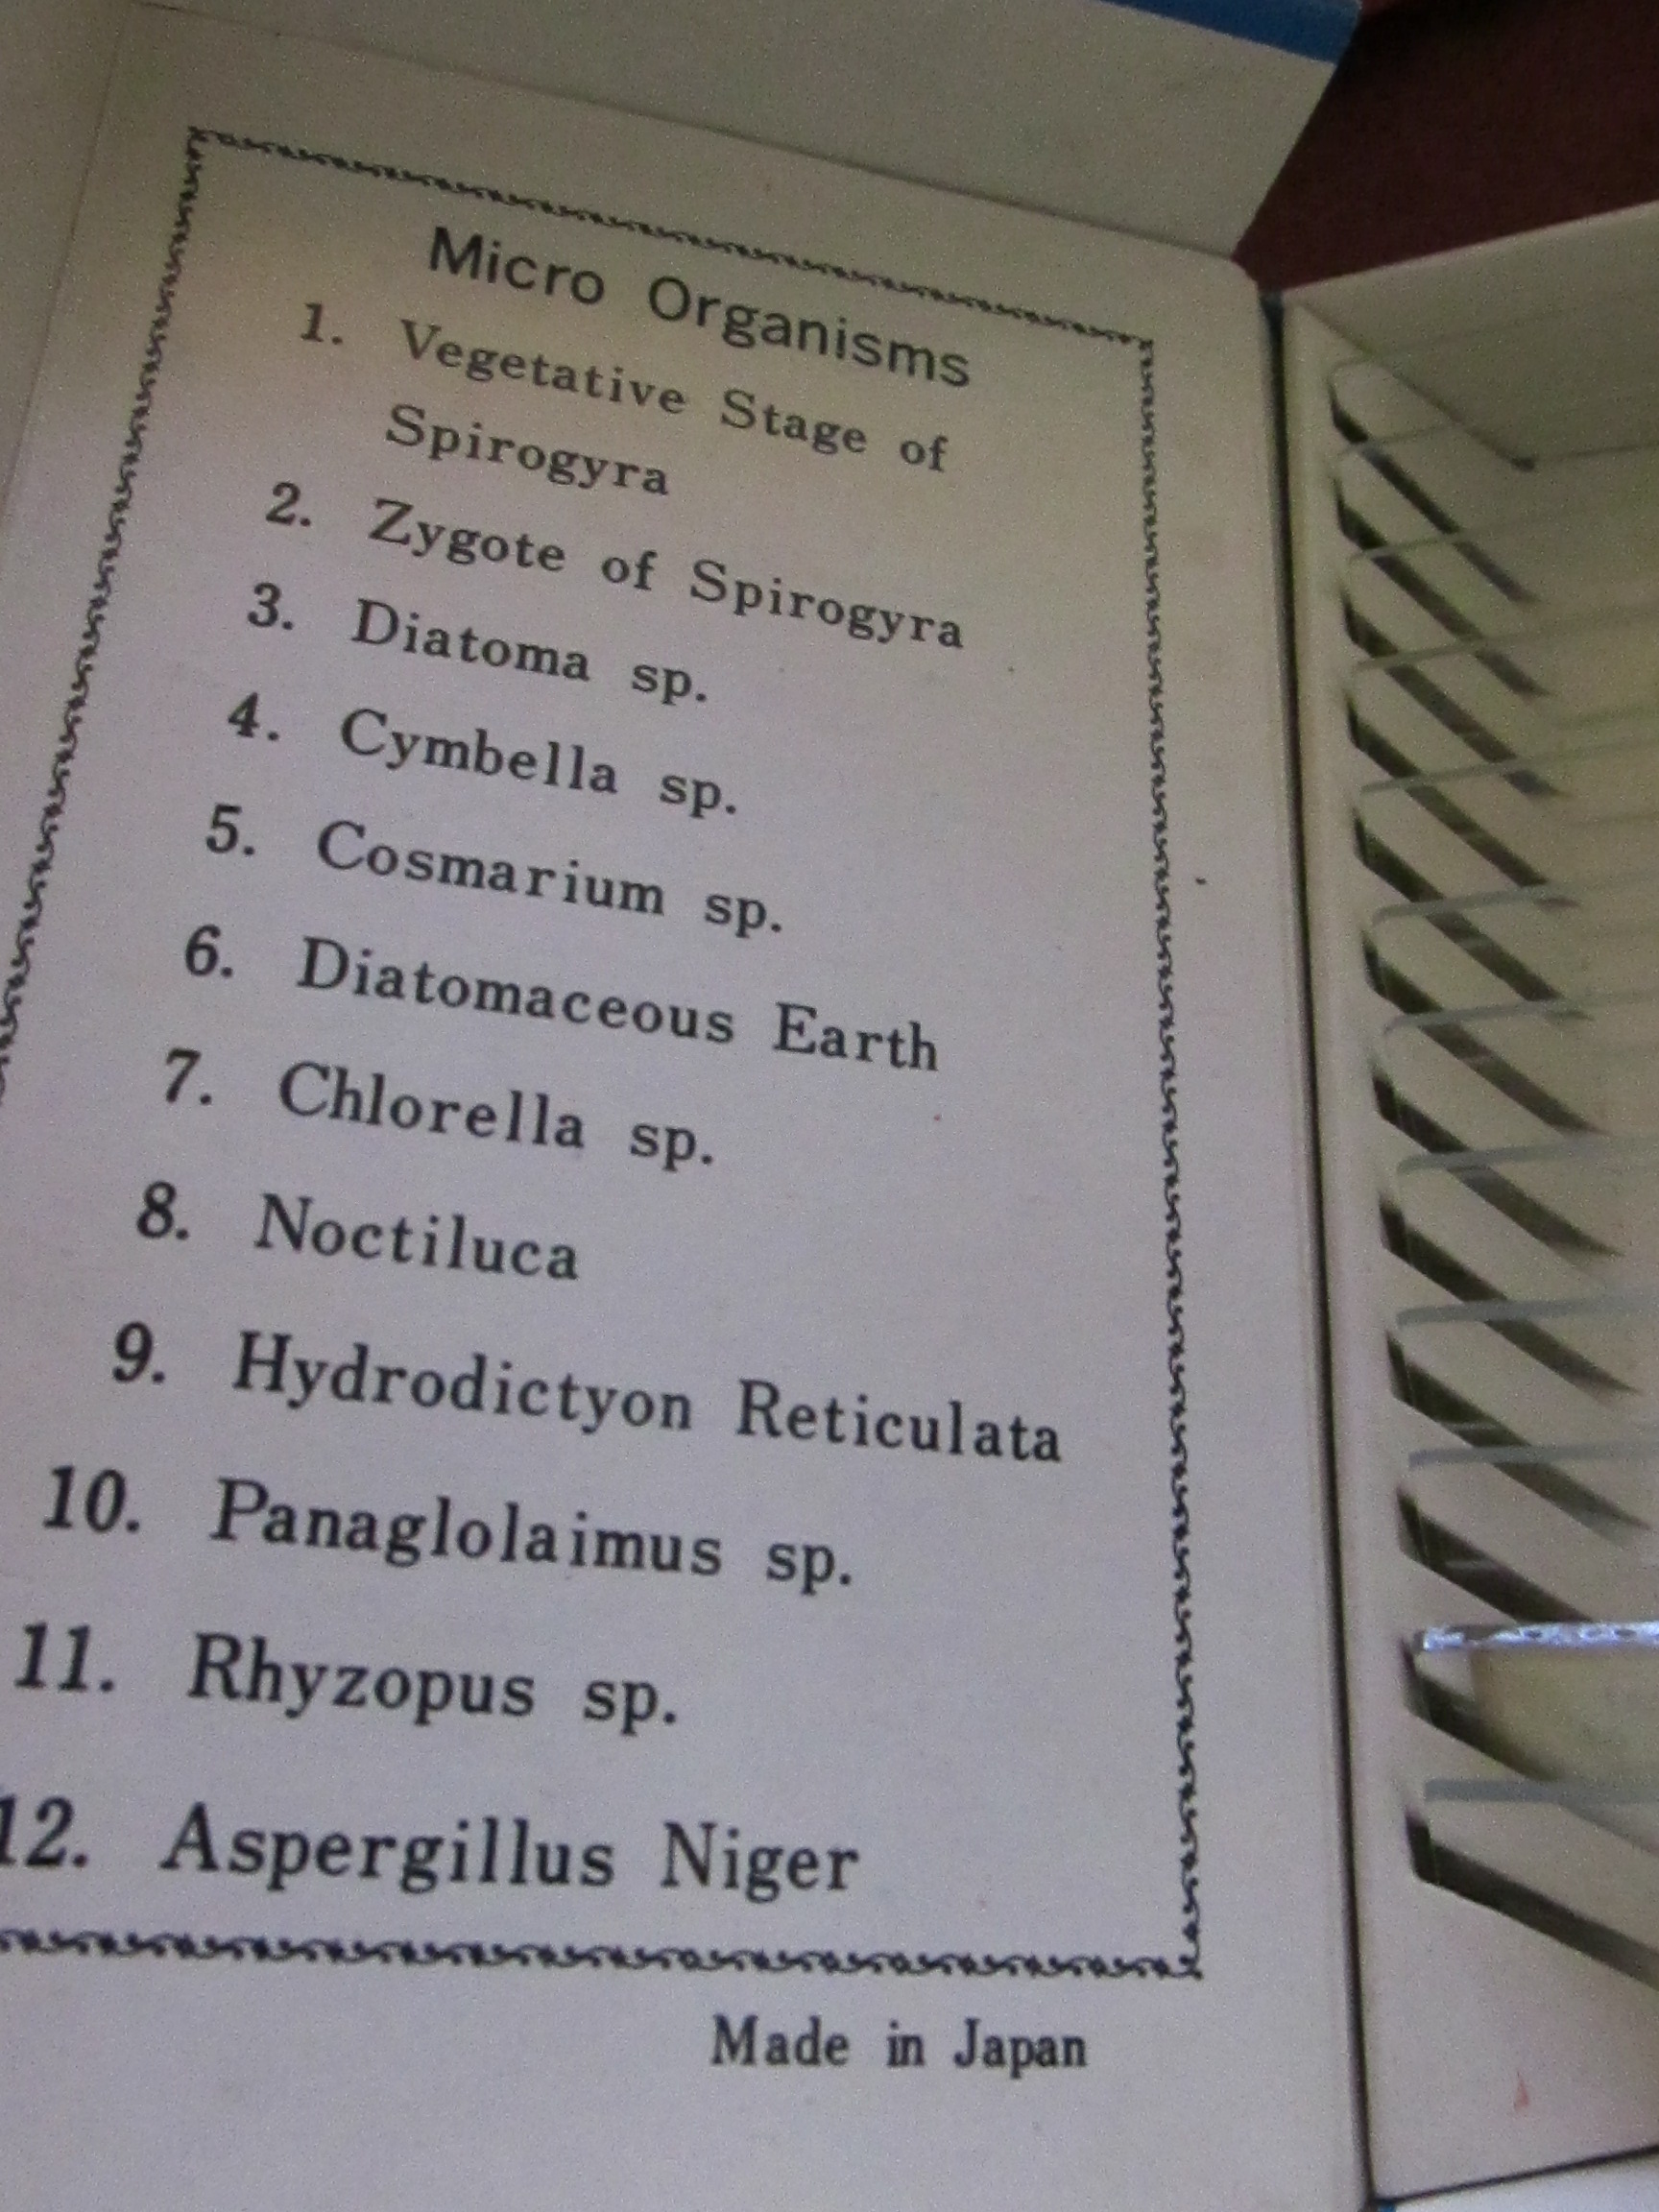 Micro Organisms
1. Vegetative Stage of
Spirogyra
2. Zygote of Spirogyra
3. Diatoma sp.
4. Cymbella sp.
5. Cosmarium sp.
6. Diatomaceous Earth
7. Chlorella sp.
8. Noctiluca
9. Hydrodictyon Reticulata
10. Panaglolaimus sp.
11. Rhyzopus sp.
12. Aspergillus Niger
Made in Japan